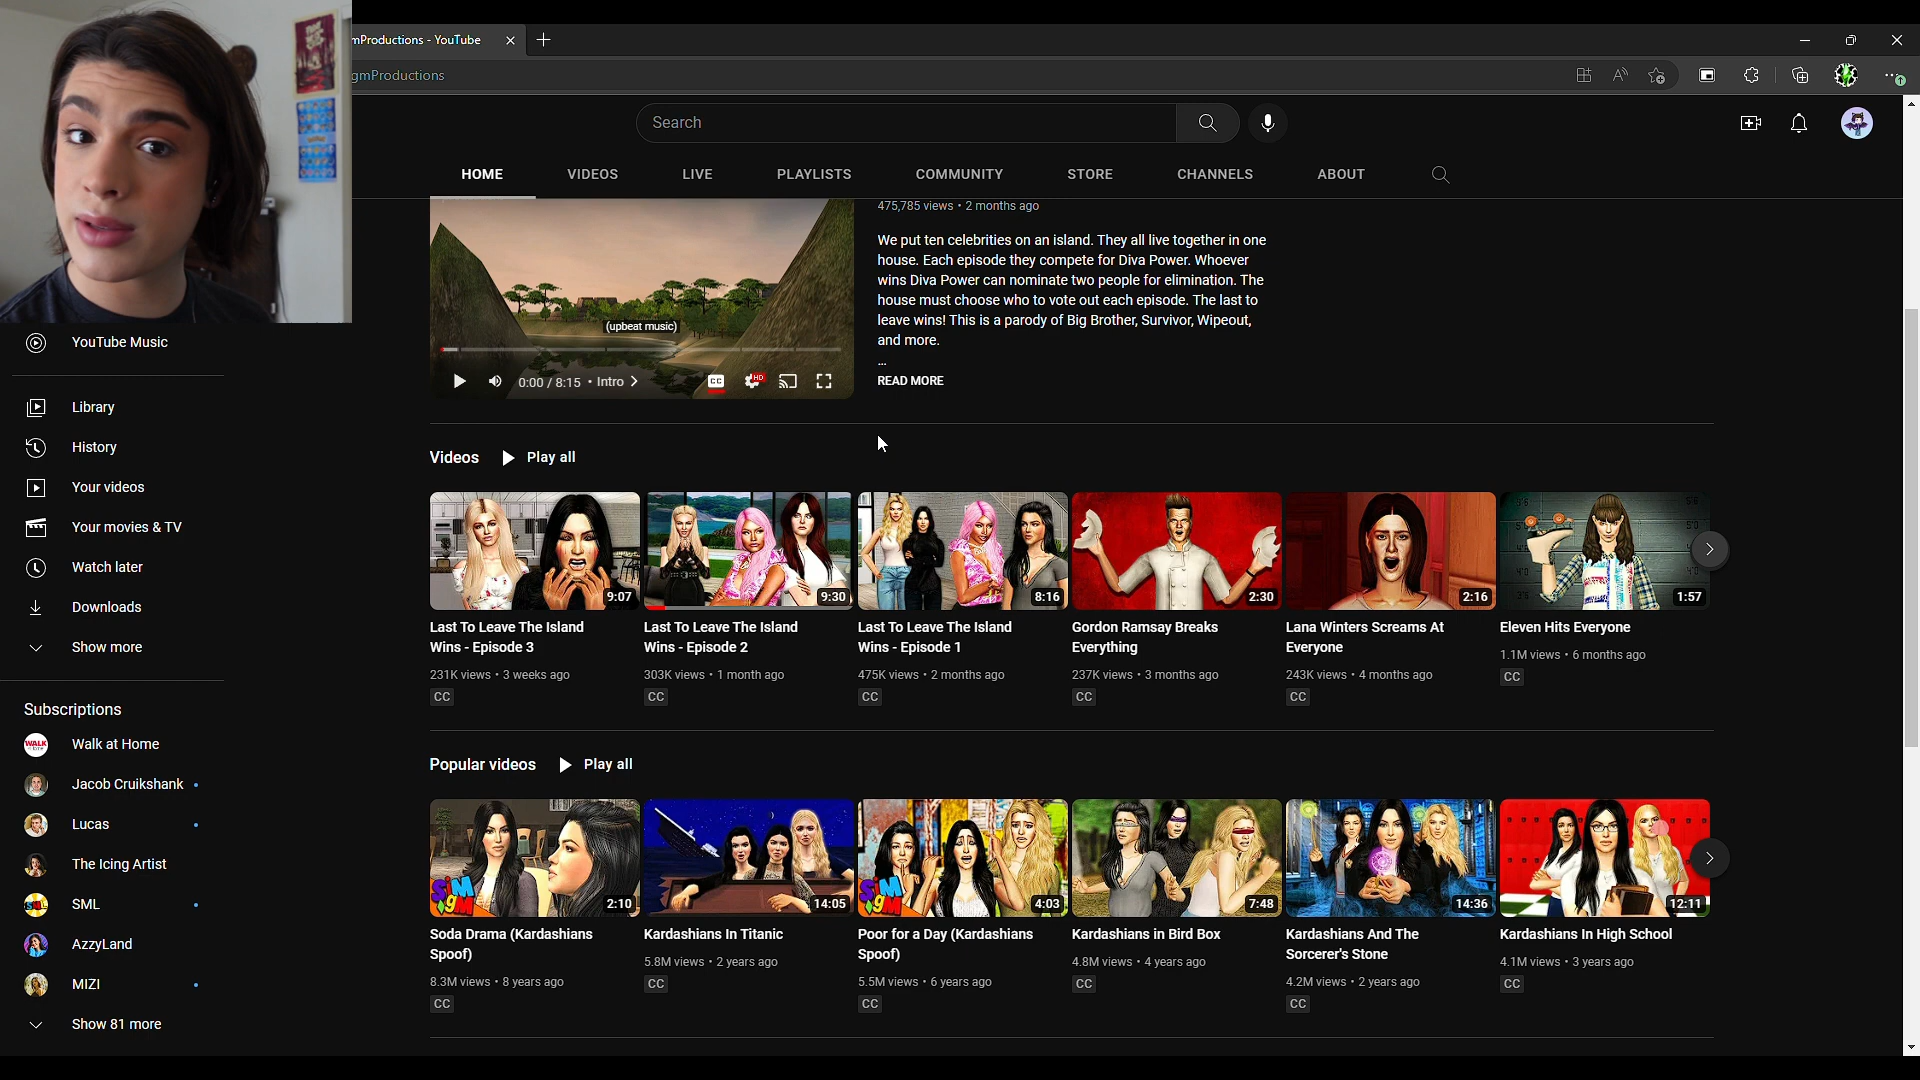 mProductions - YouTube
gmProductions
Search
HOME
VIDEOS
LIVE
PLAYLISTS
COMMUNITY
STORE
CHANNELS
ABOUT
475,785 views • 2 months ago
We put ten celebrities on an island. They all live together in one
house. Each episode they compete for Diva Power. Whoever
wins Diva Power can nominate two people for elimination. The
house must choose who to vote out each episode. The last to
leave wins! This is a parody of Big Brother, Survivor, Wipeout,
and more.
...
READ MORE
(upbeat music)
0:00 / 8:15 • Intro
CC
HD
YouTube Music
Library
History
Your videos
Your movies & TV
Watch later
Downloads
Show more
Subscriptions
Walk at Home
Jacob Cruikshank
Lucas
The Icing Artist
SML
AzzyLand
MIZI
Show 81 more
Videos
Play all
9:07
Last To Leave The Island
Wins - Episode 3
231K views • 3 weeks ago
CC
9:30
Last To Leave The Island
Wins - Episode 2
303K views • 1 month ago
CC
8:16
Last To Leave The Island
Wins - Episode 1
475K views • 2 months ago
CC
2:30
Gordon Ramsay Breaks
Everything
237K views • 3 months ago
CC
2:16
Lana Winters Screams At
Everyone
243K views • 4 months ago
CC
1:57
Eleven Hits Everyone
1.1M views • 6 months ago
CC
Popular videos
Play all
SiM
gM
2:10
Soda Drama (Kardashians
Spoof)
8.3M views • 8 years ago
CC
14:05
Kardashians In Titanic
5.8M views • 2 years ago
CC
SiM
gM
4:03
Poor for a Day (Kardashians
Spoof)
5.5M views • 6 years ago
CC
7:48
Kardashians in Bird Box
4.8M views • 4 years ago
CC
14:36
Kardashians And The
Sorcerer's Stone
4.2M views • 2 years ago
CC
12:11
Kardashians In High School
4.1M views • 3 years ago
CC